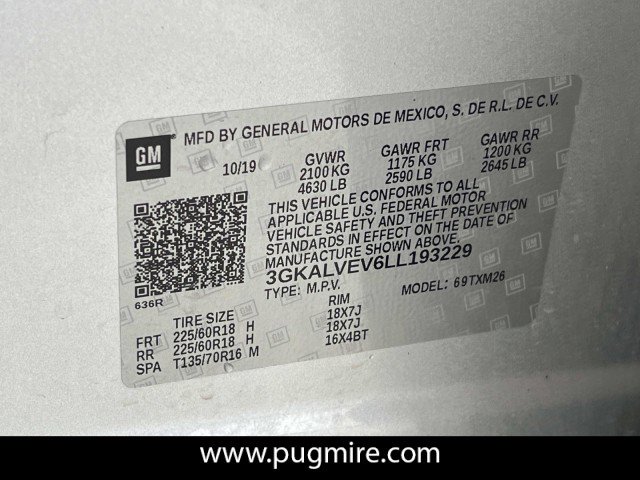 GM
MFD BY GENERAL MOTORS DE MEXICO, S. DE R.L. DE C.V.
10/19 GVWR GAWR FRT GAWR RR
2100 KG 1175 KG 1200 KG
4630 LB 2590 LB 2645 LB
THIS VEHICLE CONFORMS TO ALL
APPLICABLE U.S. FEDERAL MOTOR
VEHICLE SAFETY AND THEFT PREVENTION
STANDARDS IN EFFECT ON THE DATE OF
MANUFACTURE SHOWN ABOVE.
3GKALVEV6LL193229
TYPE: M.P.V. MODEL: 69TXM26
636R
TIRE SIZE RIM
FRT 225/60R18 H 18X7J
RR 225/60R18 H 18X7J
SPA T135/70R16 M 16X4BT
www.pugmire.com